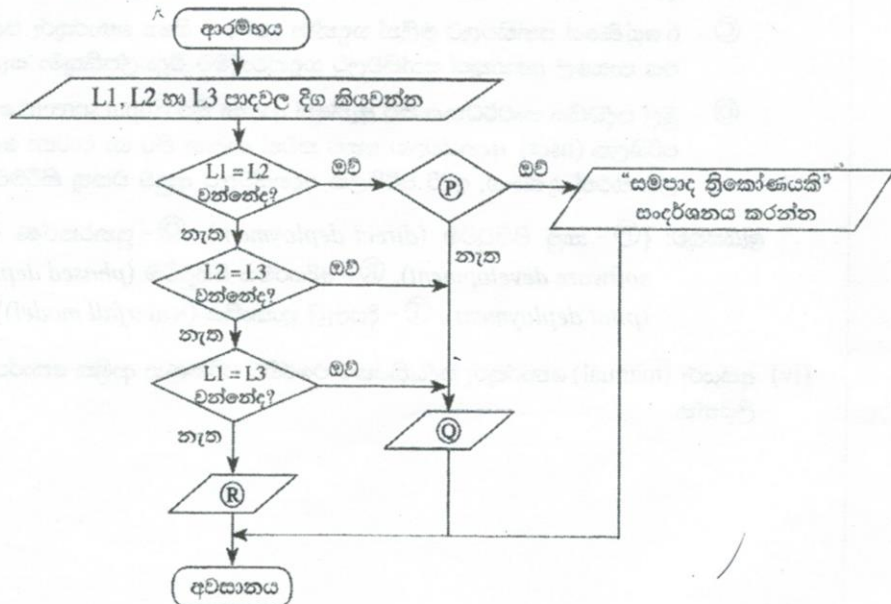 ආරම්භය
L1, L2 හා L3 පාදවල දිග කියවන්න
L1 = L2
වන්නේද?
ඔව්
P
ඔව්
"සමපාද ත්‍රිකෝණයකි"
සංදර්ශනය කරන්න
නැත
නැත
L2 = L3
වන්නේද?
ඔව්
නැත
L1 = L3
වන්නේද?
ඔව්
නැත
Q
R
අවසානය